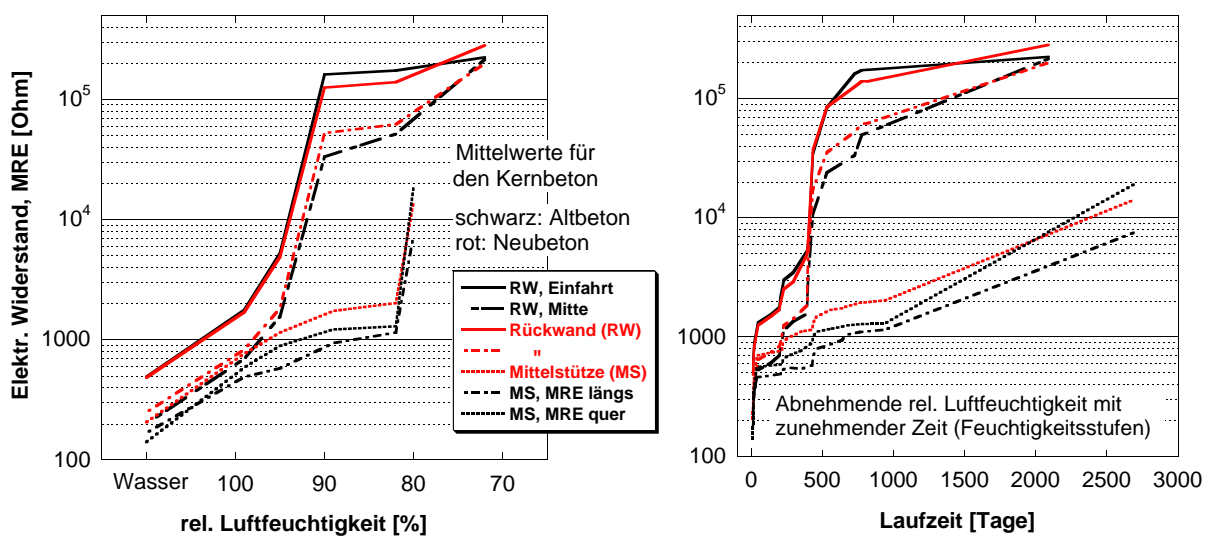 Elektr. Widerstand, MRE [Ohm]
10^5
10^4
1000
100
Mittelwerte für
den Kernbeton
schwarz: Altbeton
rot: Neubeton
RW, Einfahrt
RW, Mitte
Rückwand (RW)
"
Mittelstütze (MS)
MS, MRE längs
MS, MRE quer
Wasser 100 90 80 70
rel. Luftfeuchtigkeit [%]
10^5
10^4
1000
100
Abnehmende rel. Luftfeuchtigkeit mit
zunehmender Zeit (Feuchtigkeitsstufen)
0 500 1000 1500 2000 2500 3000
Laufzeit [Tage]